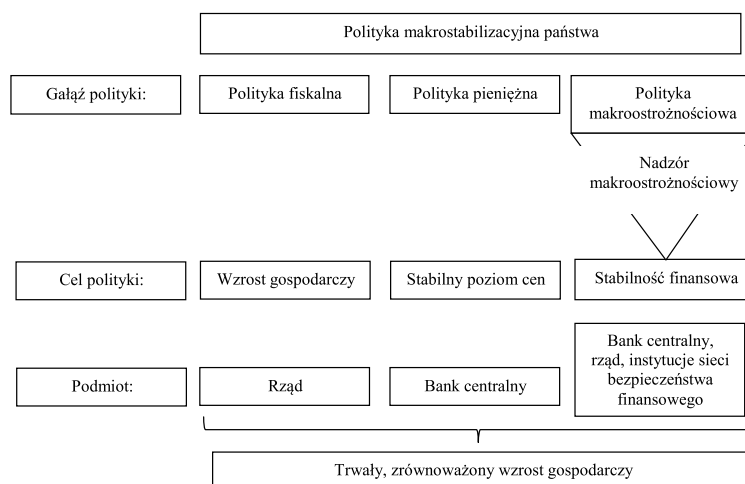 Polityka makrostabilizacyjna państwa
Gałąź polityki:
Polityka fiskalna
Polityka pieniężna
Polityka
makroostrożnościowa
Nadzór
makroostrożnościowy
Cel polityki:
Wzrost gospodarczy
Stabilny poziom cen
Stabilność finansowa
Podmiot:
Rząd
Bank centralny
Bank centralny,
rząd, instytucje sieci
bezpieczeństwa
finansowego
Trwały, zrównoważony wzrost gospodarczy